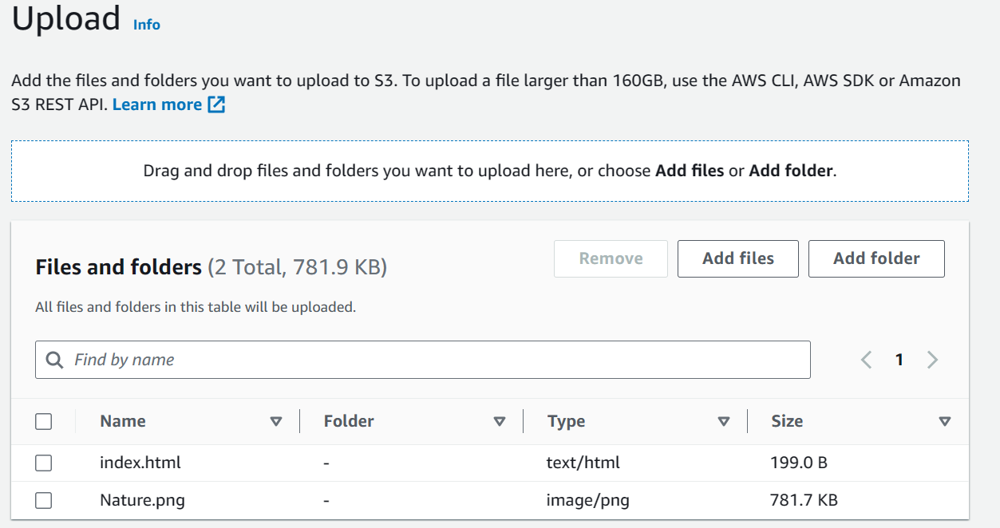 Upload Info
Add the files and folders you want to upload to S3. To upload a file larger than 160GB, use the AWS CLI, AWS SDK or Amazon
S3 REST API. Learn more
Drag and drop files and folders you want to upload here, or choose Add files or Add folder.
Files and folders (2 Total, 781.9 KB)
Remove
Add files
Add folder
All files and folders in this table will be uploaded.
Find by name
1
Name Folder Type Size
index.html - text/html 199.0 B
Nature.png - image/png 781.7 KB